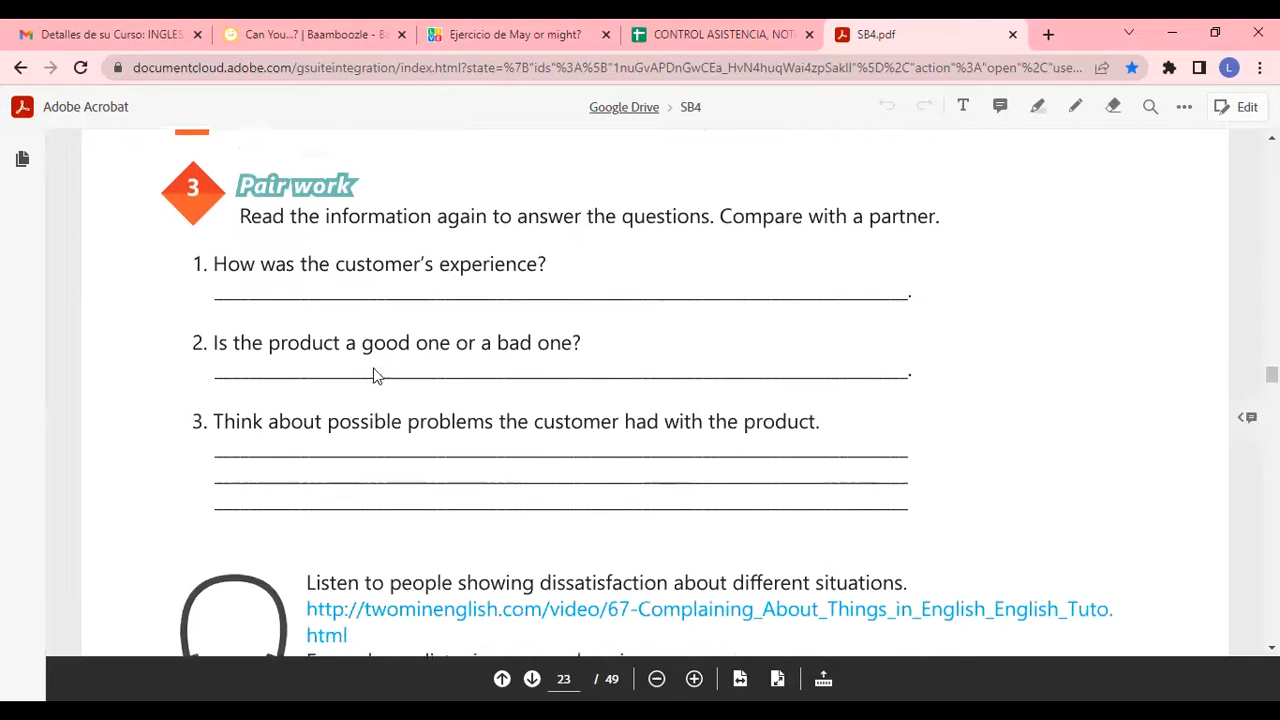 Detalles de su Curso: INGLES
Can You...? | Baamboozle - B
Ejercicio de May or might?
CONTROL ASISTENCIA, NOT
SB4.pdf
documentcloud.adobe.com/gsuiteintegration/index.html?state=%7B"ids"%3A%5B"1nuGvAPDnGwCEa_HvN4huqWai4zpSakIl"%5D%2C"action"%3A"open"%2C"use...
L
Adobe Acrobat
Google Drive > SB4
T
Edit
3
Pair work
Read the information again to answer the questions. Compare with a partner.
1. How was the customer's experience?
2. Is the product a good one or a bad one?
3. Think about possible problems the customer had with the product.
Listen to people showing dissatisfaction about different situations.
http://twominenglish.com/video/67-Complaining_About_Things_in_English_English_Tuto.
html
23 / 49